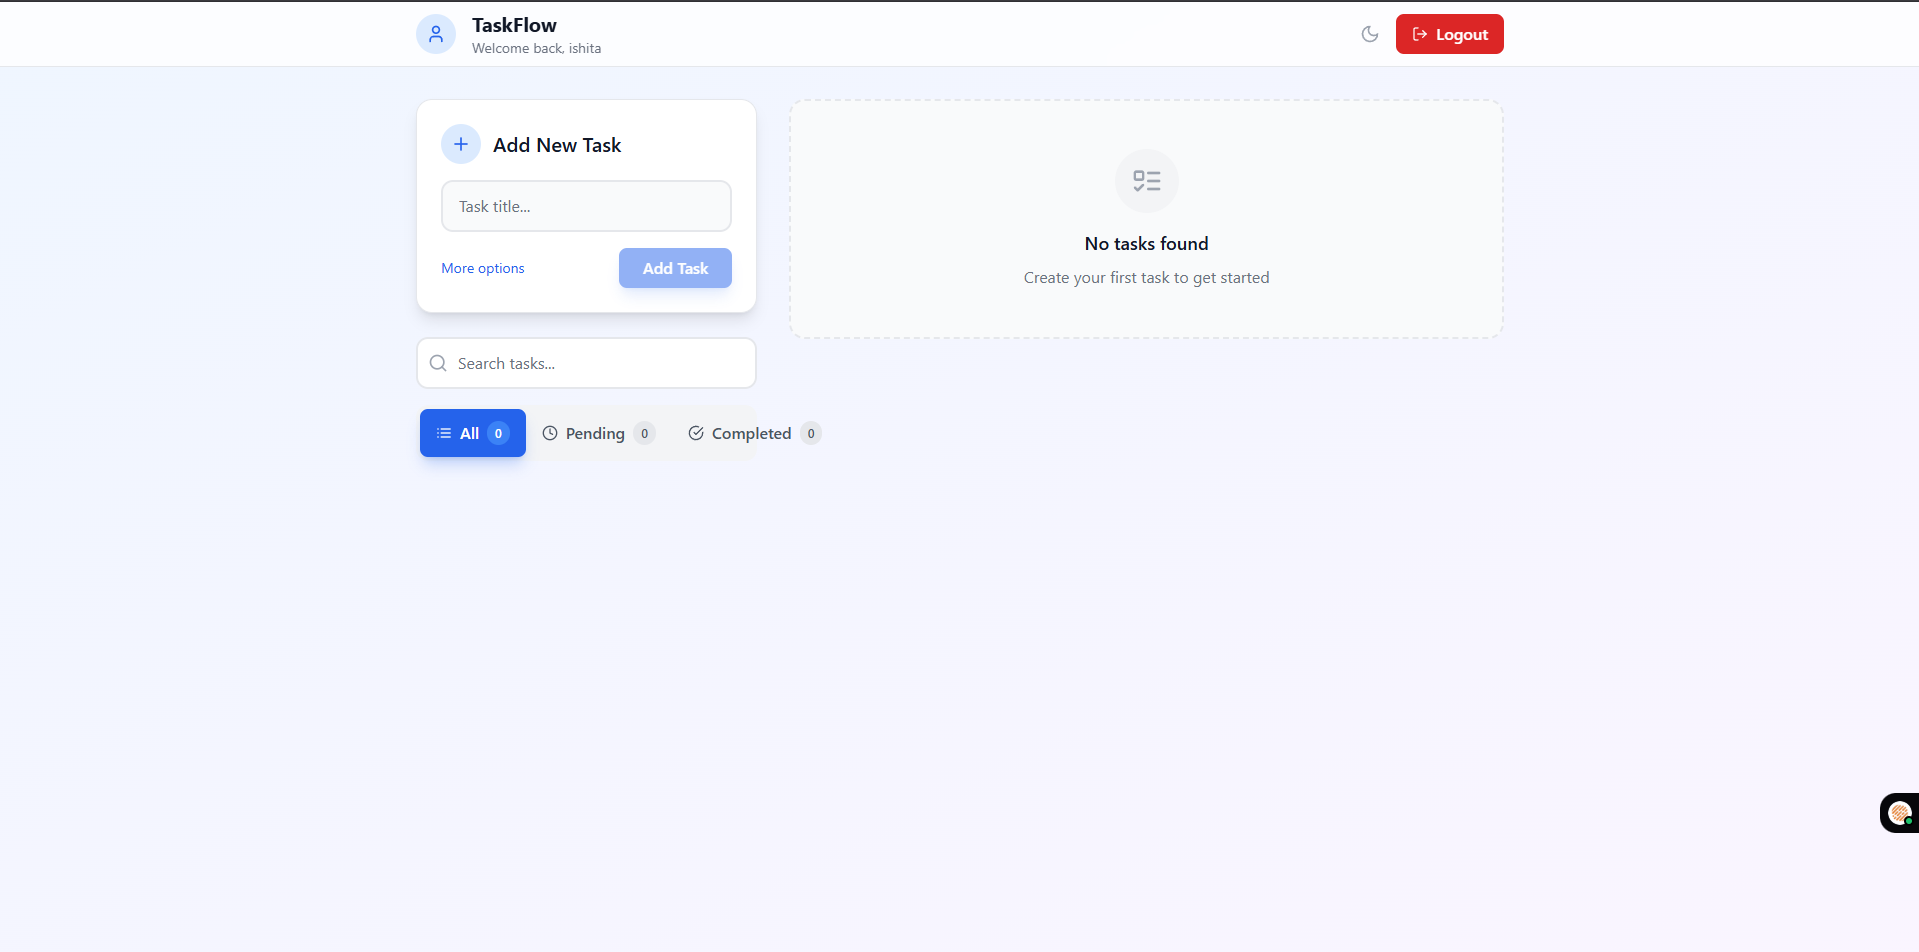 TaskFlow
Welcome back, ishita
Logout
Add New Task
Task title...
More options
Add Task
Search tasks...
All 0
Pending 0
Completed 0
No tasks found
Create your first task to get started